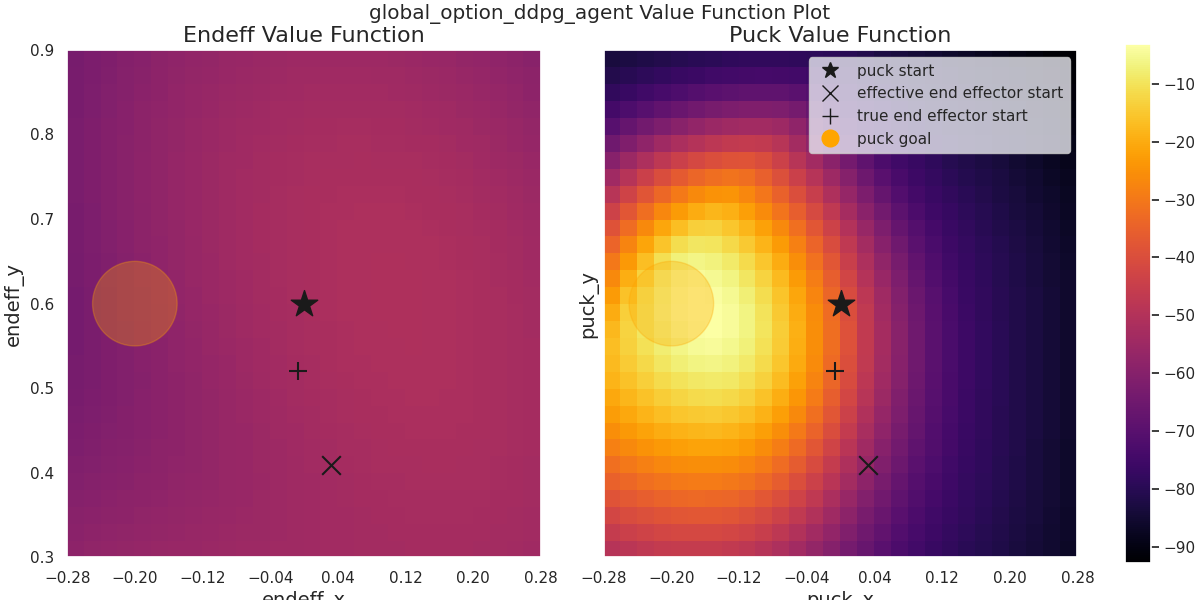 global_option_ddpg_agent Value Function Plot
Endeff Value Function
Puck Value Function
endeff_y
0.9
0.8
0.7
0.6
0.5
0.4
0.3
−0.28 −0.20 −0.12 −0.04 0.04 0.12 0.20 0.28
endeff_x
puck_y
puck start
effective end effector start
true end effector start
puck goal
−0.28 −0.20 −0.12 −0.04 0.04 0.12 0.20 0.28
puck_x
−10
−20
−30
−40
−50
−60
−70
−80
−90